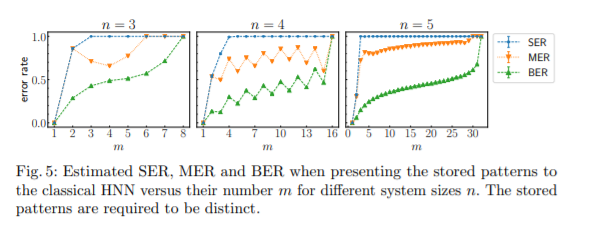 n = 3
n = 4
n = 5
1.0
0.5
0.0
error rate
1 2 3 4 5 6 7 8
1 4 7 10 13 16
0 5 10 15 20 25 30
m
m
m
SER
MER
BER
Fig. 5: Estimated SER, MER and BER when presenting the stored patterns to
the classical HNN versus their number m for different system sizes n. The stored
patterns are required to be distinct.